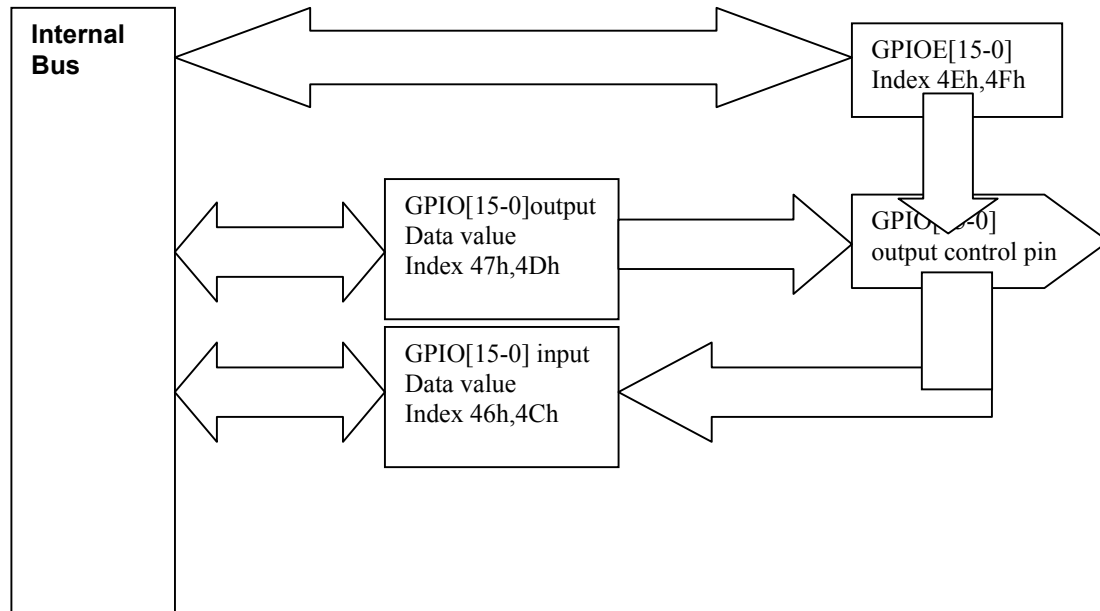 Internal
Bus
GPIOE[15-0]
Index 4Eh,4Fh
GPIO[15-0]output
Data value
Index 47h,4Dh
output control pin
GPIO[15-0] input
Data value
Index 46h,4Ch